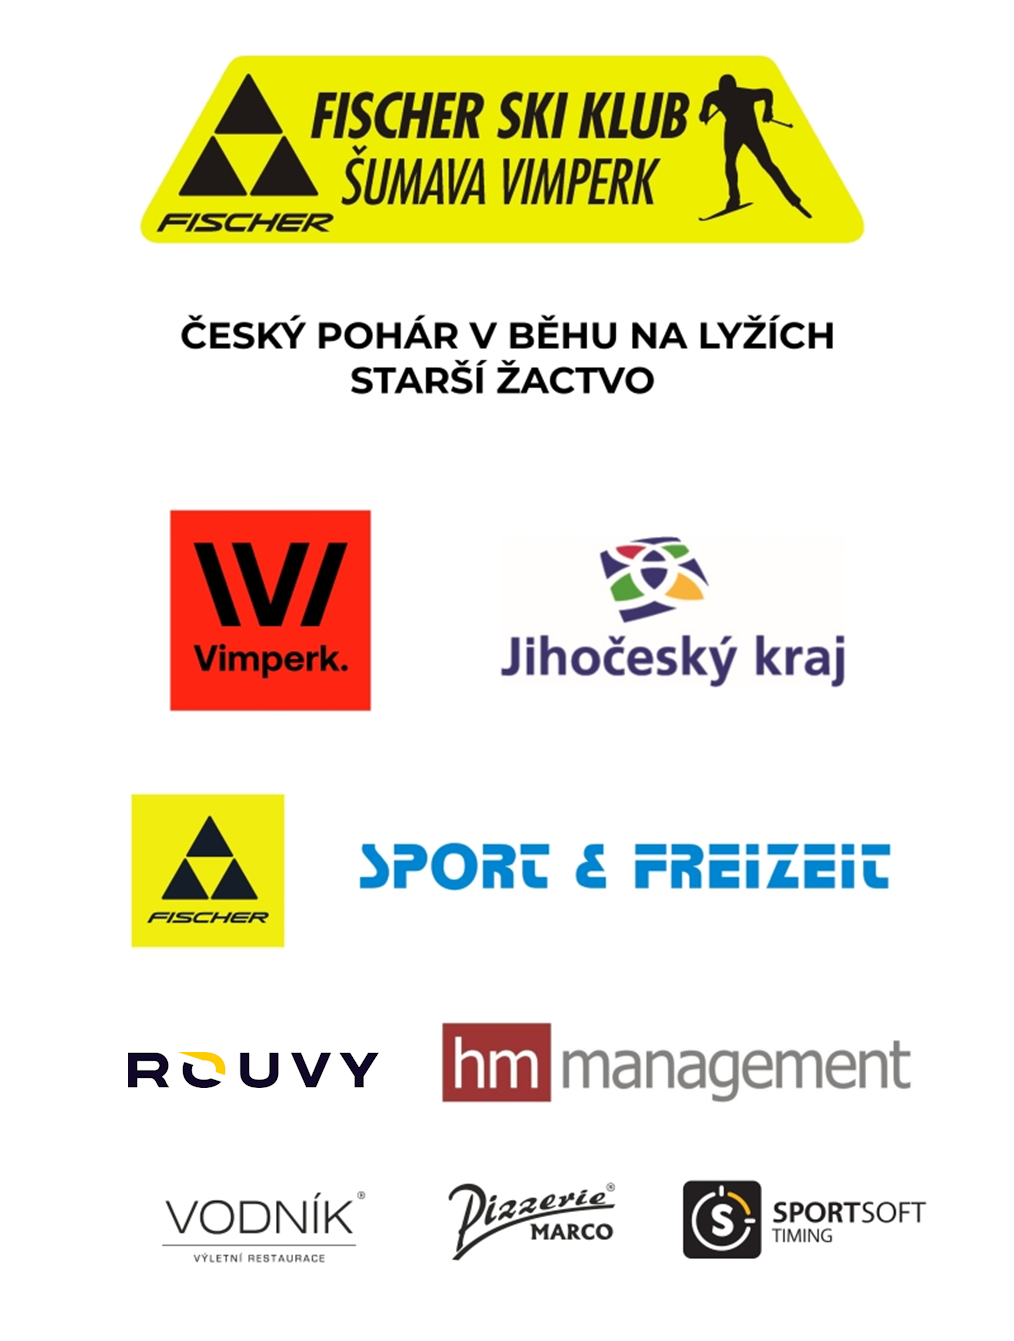 FISCHER SKI KLUB
ŠUMAVA VIMPERK
FISCHER
ČESKÝ POHÁR V BĚHU NA LYŽÍCH
STARŠÍ ŽACTVO
Vimperk.
Jihočeský kraj
FISCHER
SPORT & FREIZEIT
ROUVY
hm management
VODNÍK®
VÝLETNÍ RESTAURACE
Pizzerie®
MARCO
S
SPORTSOFT
TIMING